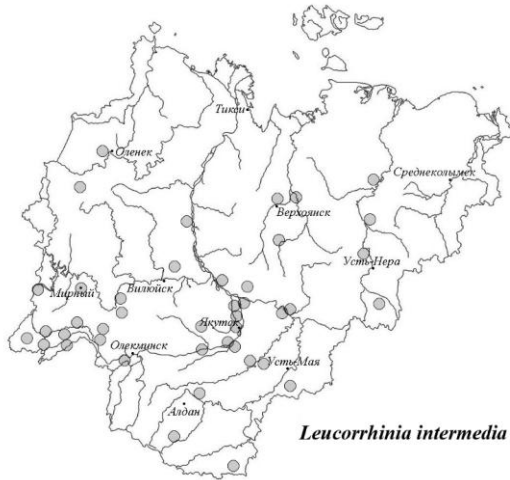 Тикси
Оленек
Среднеколымск
Верхоянск
Усть-Нера
Мирный
Вилюйск
Якутск
Олекминск
Усть-Мая
Алдан
Leucorrhinia intermedia